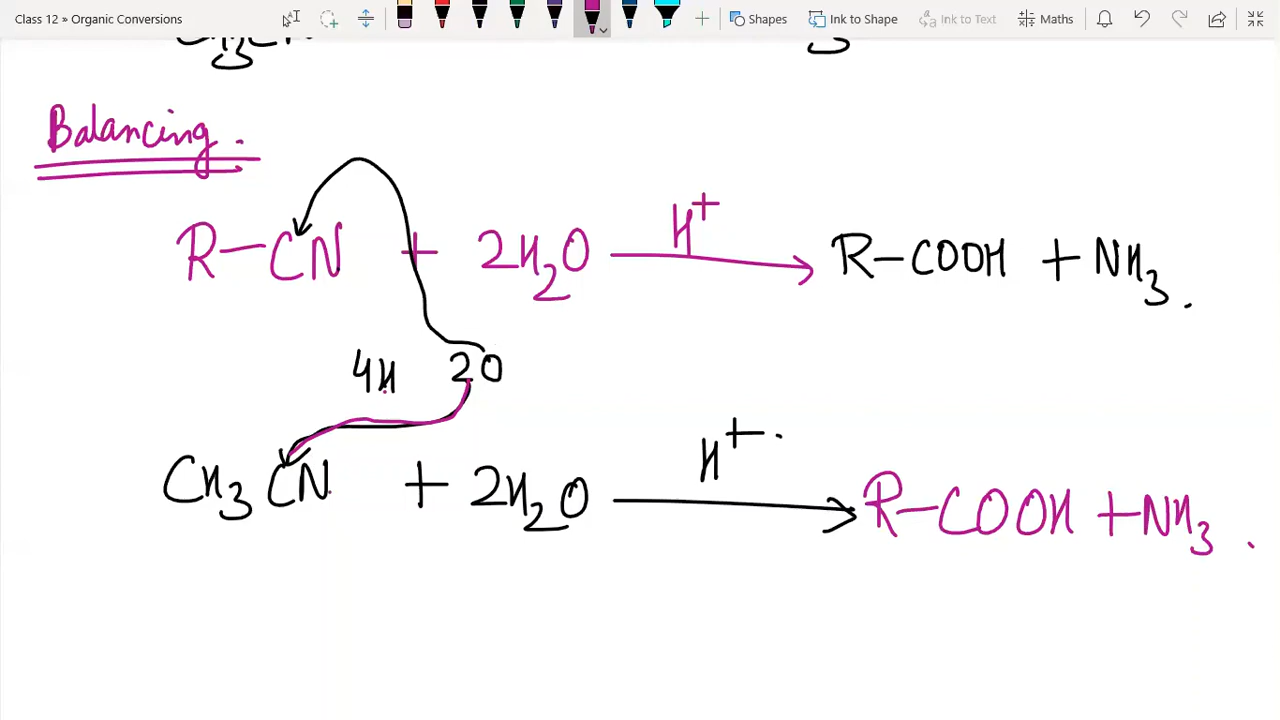 Class 12 » Organic Conversions Shapes Ink to Shape Ink to Text Maths
Balancing.
R-CN + 2H₂O H⁺ R-COOH + NH₃.
4H 2O
CH₃CN + 2H₂O H⁺. R-COOH + NH₃.